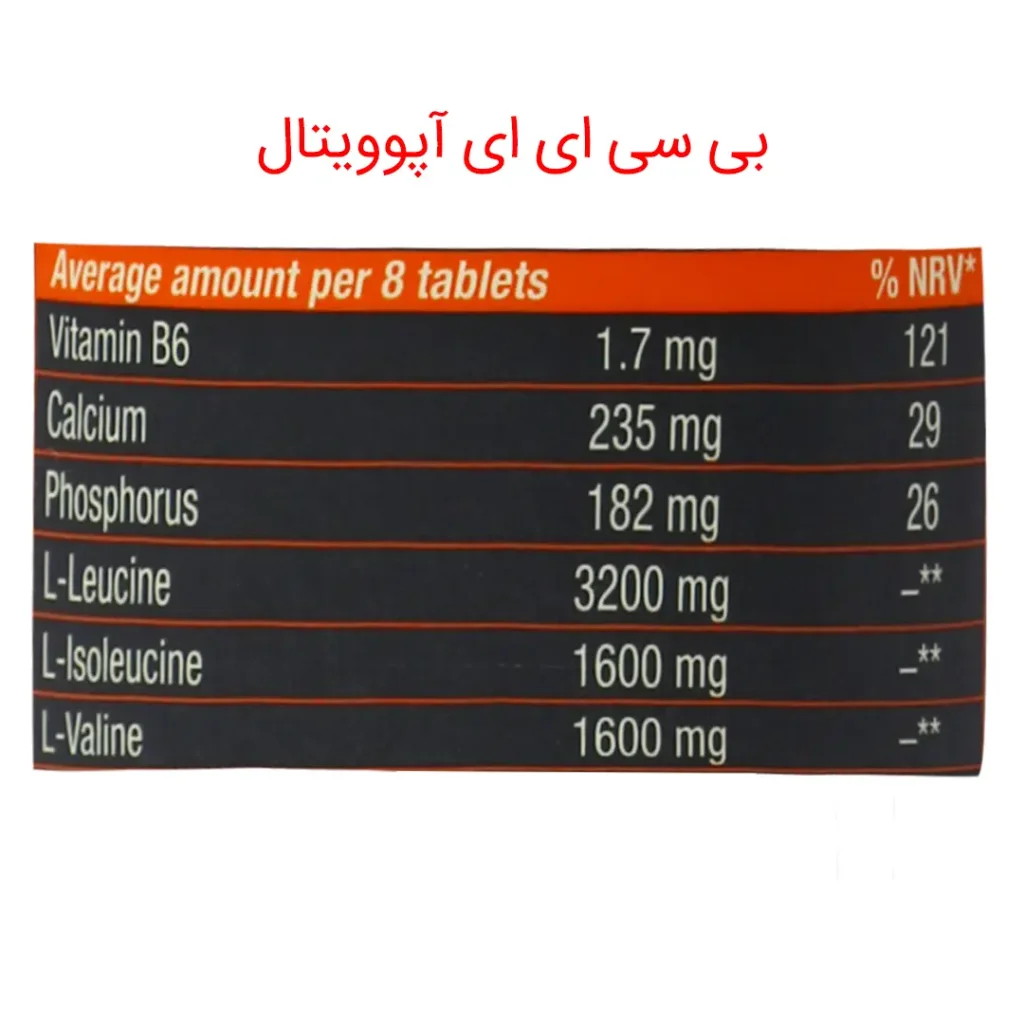 بی سی ای ای آپوویتال
Average amount per 8 tablets % NRV*
Vitamin B6 1.7 mg 121
Calcium 235 mg 29
Phosphorus 182 mg 26
L-Leucine 3200 mg –**
L-Isoleucine 1600 mg –**
L-Valine 1600 mg –**